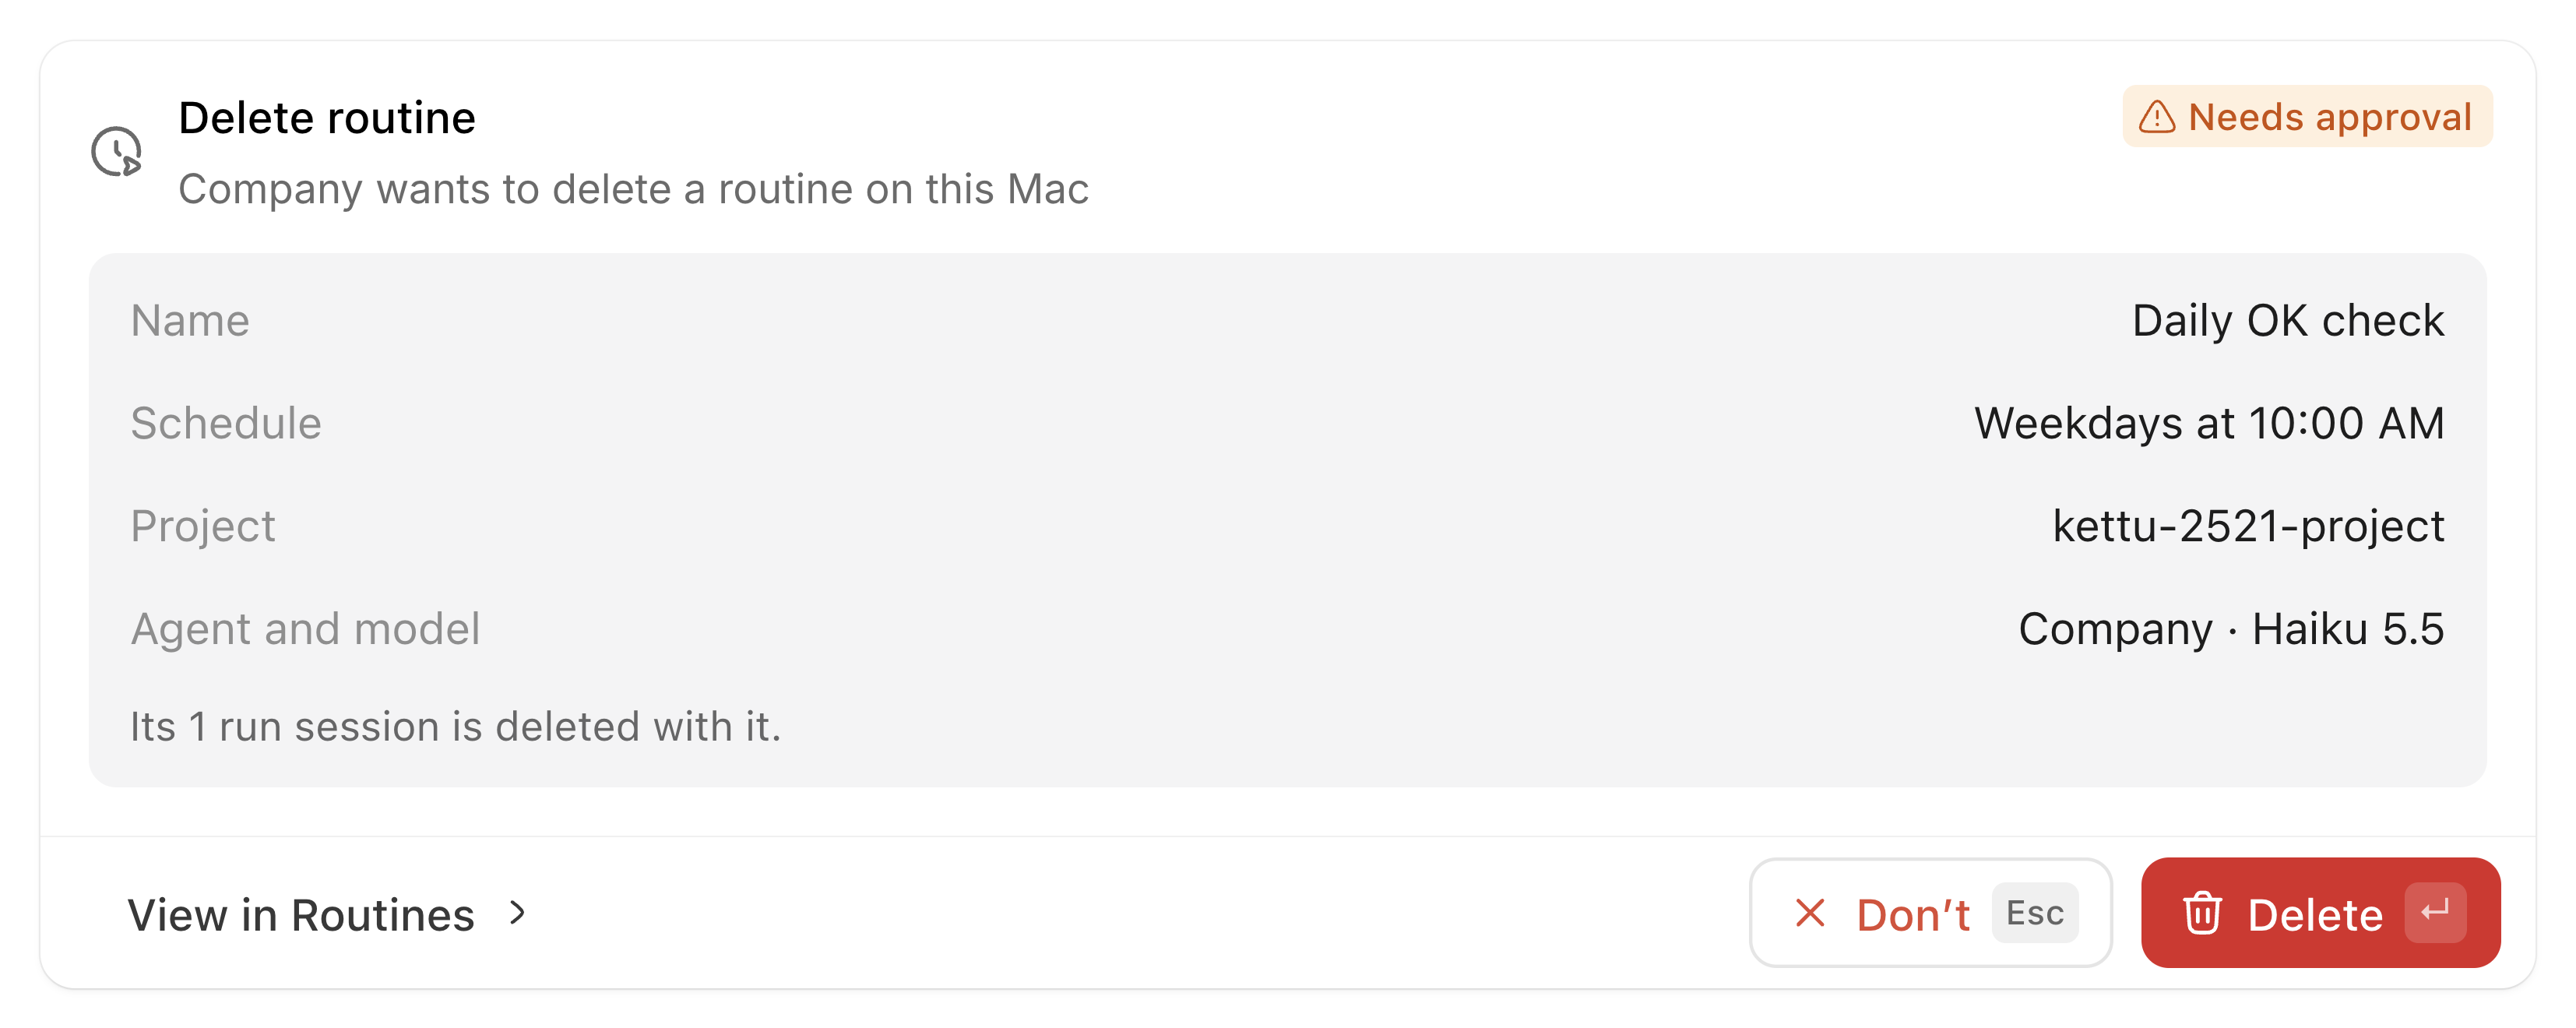 Delete routine
Needs approval
Company wants to delete a routine on this Mac
Name
Daily OK check
Schedule
Weekdays at 10:00 AM
Project
kettu-2521-project
Agent and model
Company · Haiku 5.5
Its 1 run session is deleted with it.
View in Routines
Don’t Esc
Delete